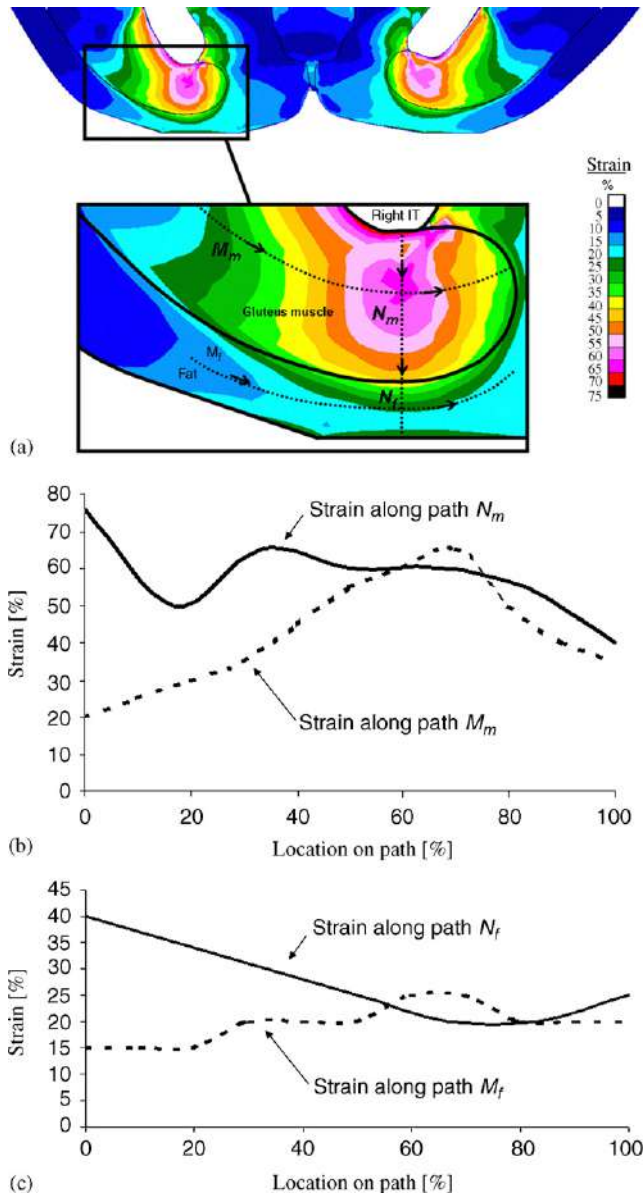 Strain
%
0
5
10
15
20
25
30
35
40
45
50
55
60
65
70
75
Right IT
Mm
Nm
Gluteus muscle
Mf
Fat
Nf
(a)
80
70
60
50
40
30
20
10
0
Strain [%]
Strain along path Nm
Strain along path Mm
0 20 40 60 80 100
Location on path [%]
(b)
45
40
35
30
25
20
15
10
5
0
Strain [%]
Strain along path Nf
Strain along path Mf
0 20 40 60 80 100
Location on path [%]
(c)